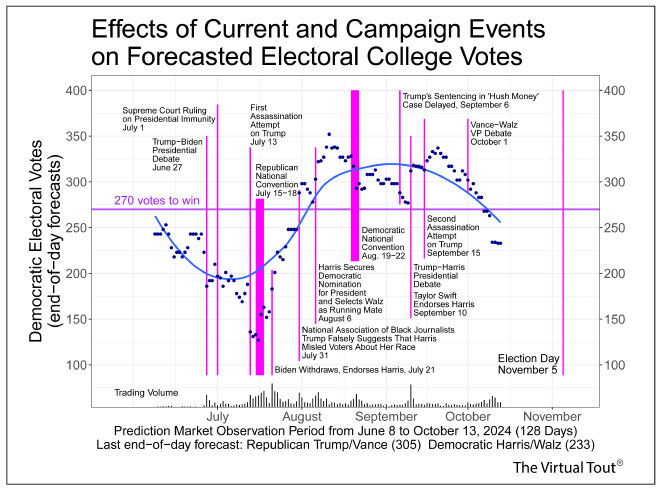 Effects of Current and Campaign Events
on Forecasted Electoral College Votes
Democratic Electoral Votes
(end−of−day forecasts)
400
350
300
250
200
150
100
400
350
300
250
200
150
100
Supreme Court Ruling
on Presidential Immunity
July 1
Trump−Biden
Presidential
Debate
June 27
First
Assassination
Attempt
on Trump
July 13
Republican
National
Convention
July 15−18
Trump's Sentencing in 'Hush Money'
Case Delayed, September 6
Vance−Walz
VP Debate
October 1
270 votes to win
Democratic
National
Convention
Aug. 19−22
Second
Assassination
Attempt
on Trump
September 15
Harris Secures
Democratic
Nomination
for President
and Selects Walz
as Running Mate
August 6
Trump−Harris
Presidential
Debate
Taylor Swift
Endorses Harris
September 10
National Association of Black Journalists
Trump Falsely Suggests That Harris
Misled Voters About Her Race
July 31
Biden Withdraws, Endorses Harris, July 21
Election Day
November 5
Trading Volume
July
August
September
October
November
Prediction Market Observation Period from June 8 to October 13, 2024 (128 Days)
Last end−of−day forecast: Republican Trump/Vance (305) Democratic Harris/Walz (233)
The Virtual Tout®